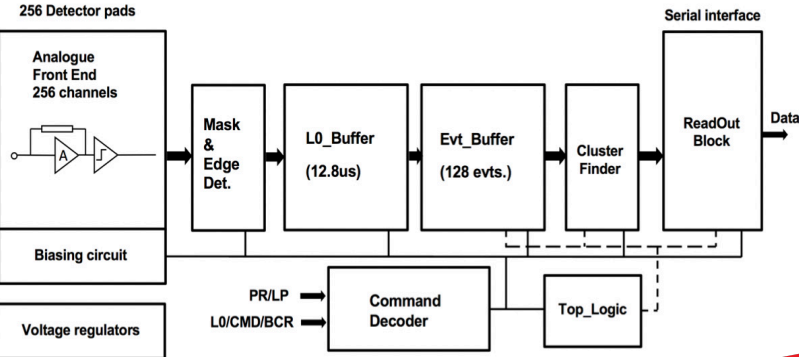 256 Detector pads
Serial interface
Analogue
Front End
256 channels
A
Mask
&
Edge
Det.
L0_Buffer
(12.8us)
Evt_Buffer
(128 evts.)
Cluster
Finder
ReadOut
Block
Data
Biasing circuit
PR/LP
L0/CMD/BCR
Command
Decoder
Top_Logic
Voltage regulators